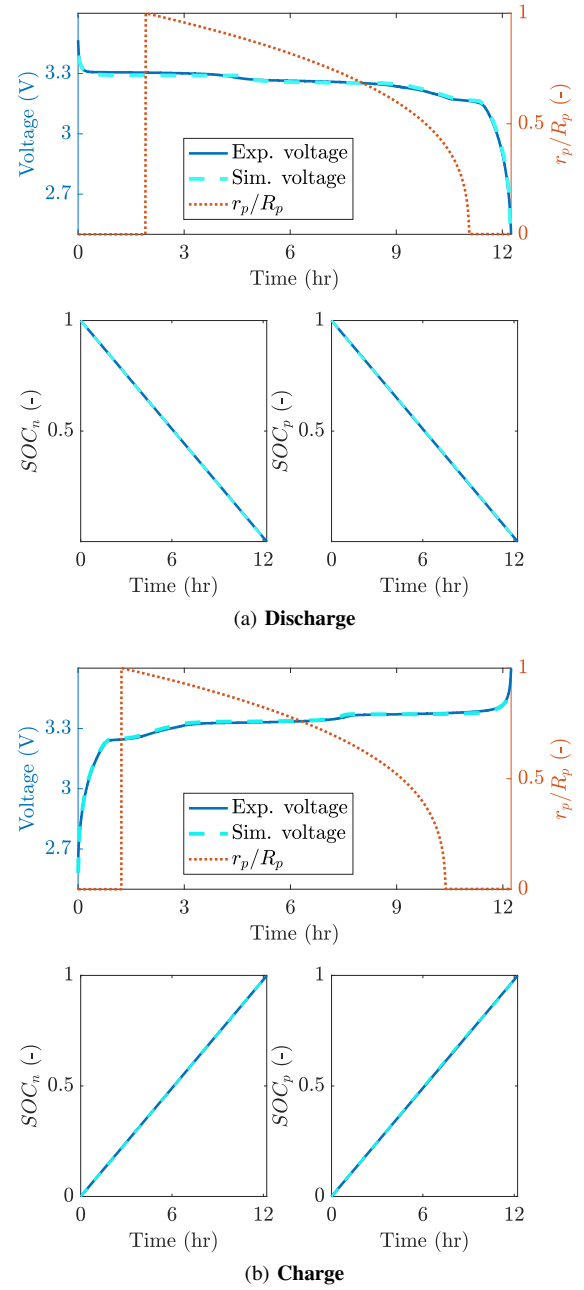 1
3.3
3
2.7
Voltage (V)
0.5
0
r_p/R_p (-)
Exp. voltage
Sim. voltage
r_p/R_p
0 3 6 9 12
Time (hr)
1
0.5
SOC_n (-)
0 6 12
Time (hr)
1
0.5
SOC_p (-)
0 6 12
Time (hr)
(a) Discharge
1
3.3
3
2.7
Voltage (V)
0.5
0
r_p/R_p (-)
Exp. voltage
Sim. voltage
r_p/R_p
0 3 6 9 12
Time (hr)
1
0.5
0
SOC_n (-)
0 6 12
Time (hr)
1
0.5
0
SOC_p (-)
0 6 12
Time (hr)
(b) Charge